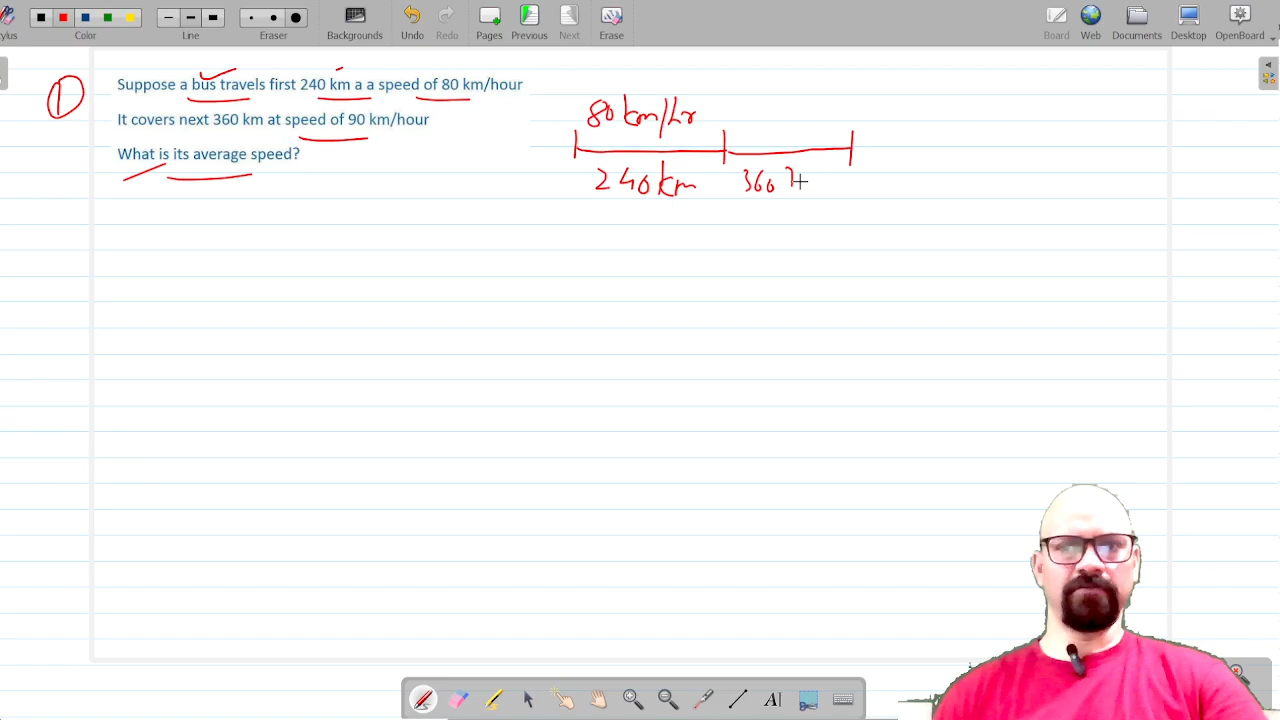 tylus
Color
Line
Eraser
Backgrounds
Undo
Redo
Pages
Previous
Next
Erase
Board
Web
Documents
Desktop
OpenBoard
1
Suppose a bus travels first 240 km a a speed of 80 km/hour
It covers next 360 km at speed of 90 km/hour
What is its average speed?
80 km/hr
240 km
360
A